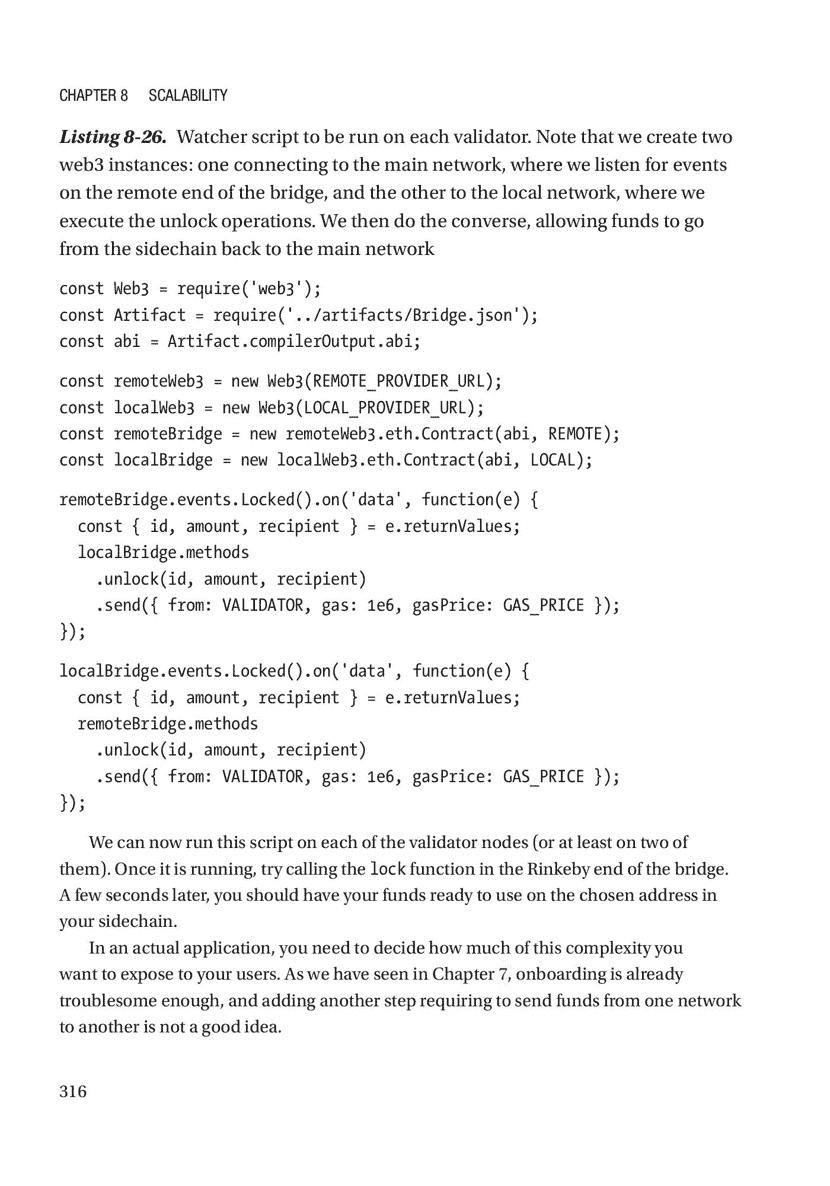 CHAPTER 8 SCALABILITY
Listing 8-26. Watcher script to be run on each validator. Note that we create two
web3 instances: one connecting to the main network, where we listen for events
on the remote end of the bridge, and the other to the local network, where we
execute the unlock operations. We then do the converse, allowing funds to go
from the sidechain back to the main network
const Web3 = require('web3');
const Artifact = require('../artifacts/Bridge.json');
const abi = Artifact.compilerOutput.abi;
const remoteWeb3 = new Web3(REMOTE_PROVIDER_URL);
const localWeb3 = new Web3(LOCAL_PROVIDER_URL);
const remoteBridge = new remoteWeb3.eth.Contract(abi, REMOTE);
const localBridge = new localWeb3.eth.Contract(abi, LOCAL);
remoteBridge.events.Locked().on('data', function(e) {
  const { id, amount, recipient } = e.returnValues;
  localBridge.methods
    .unlock(id, amount, recipient)
    .send({ from: VALIDATOR, gas: 1e6, gasPrice: GAS_PRICE });
});
localBridge.events.Locked().on('data', function(e) {
  const { id, amount, recipient } = e.returnValues;
  remoteBridge.methods
    .unlock(id, amount, recipient)
    .send({ from: VALIDATOR, gas: 1e6, gasPrice: GAS_PRICE });
});
We can now run this script on each of the validator nodes (or at least on two of
them). Once it is running, try calling the lock function in the Rinkeby end of the bridge.
A few seconds later, you should have your funds ready to use on the chosen address in
your sidechain.
In an actual application, you need to decide how much of this complexity you
want to expose to your users. As we have seen in Chapter 7, onboarding is already
troublesome enough, and adding another step requiring to send funds from one network
to another is not a good idea.
316